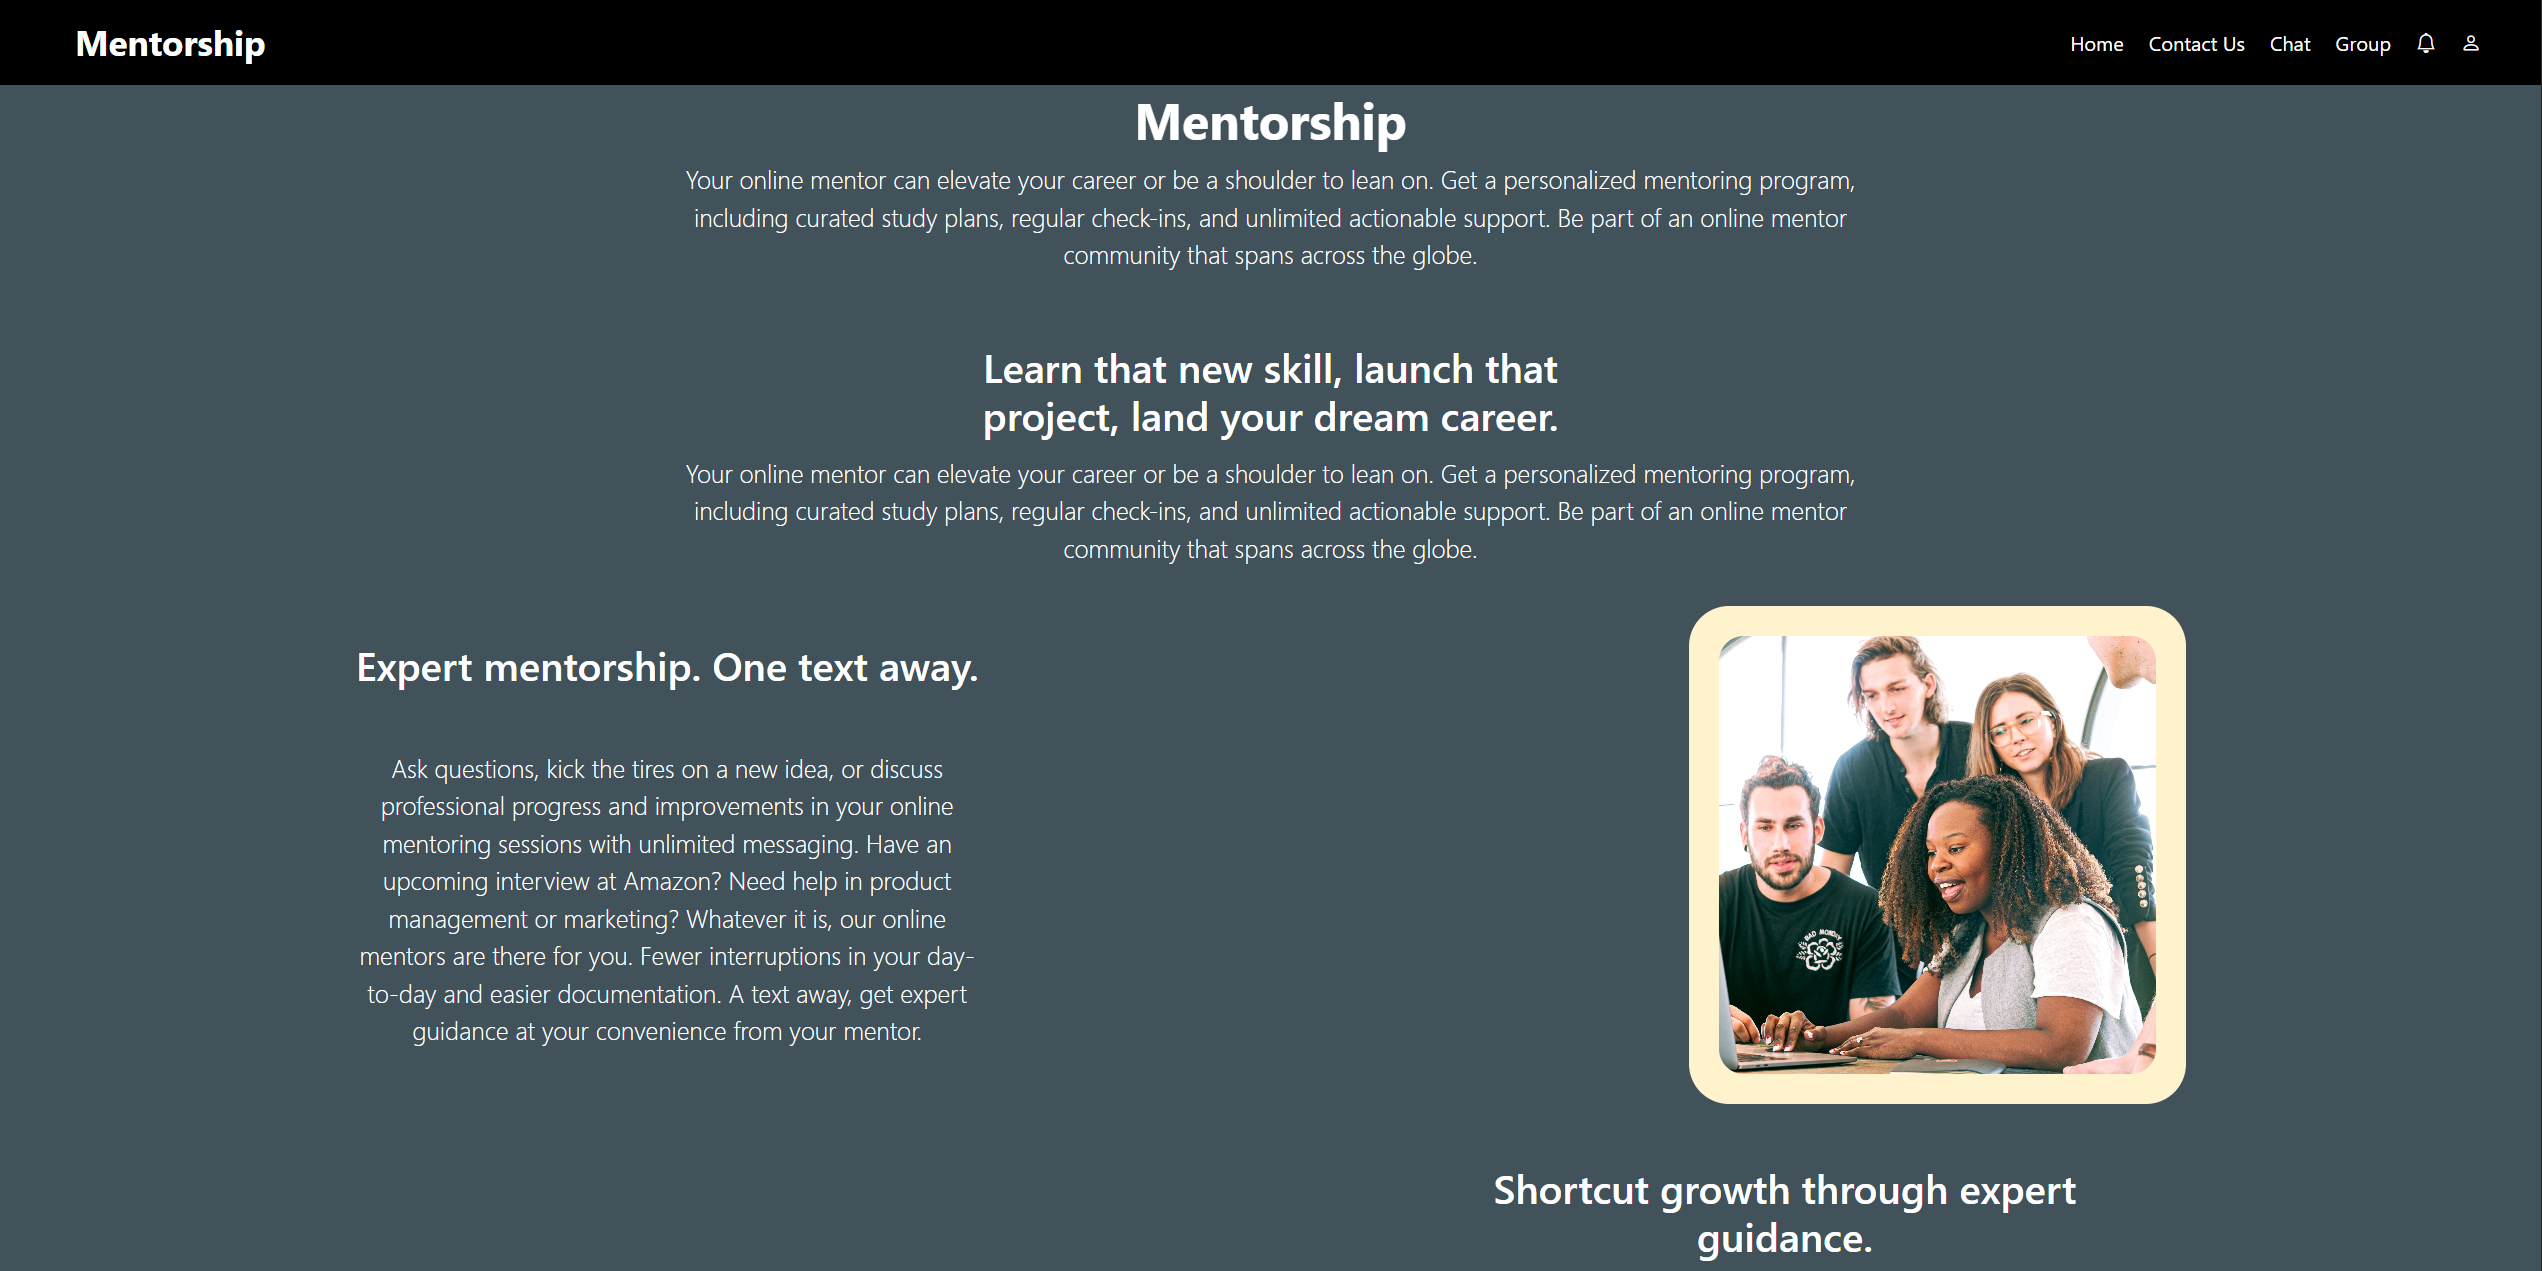 Mentorship
Home Contact Us Chat Group
Mentorship
Your online mentor can elevate your career or be a shoulder to lean on. Get a personalized mentoring program,
including curated study plans, regular check-ins, and unlimited actionable support. Be part of an online mentor
community that spans across the globe.
Learn that new skill, launch that
project, land your dream career.
Your online mentor can elevate your career or be a shoulder to lean on. Get a personalized mentoring program,
including curated study plans, regular check-ins, and unlimited actionable support. Be part of an online mentor
community that spans across the globe.
Expert mentorship. One text away.
Ask questions, kick the tires on a new idea, or discuss
professional progress and improvements in your online
mentoring sessions with unlimited messaging. Have an
upcoming interview at Amazon? Need help in product
management or marketing? Whatever it is, our online
mentors are there for you. Fewer interruptions in your day-
to-day and easier documentation. A text away, get expert
guidance at your convenience from your mentor.
BAD MONDAY
Shortcut growth through expert
guidance.